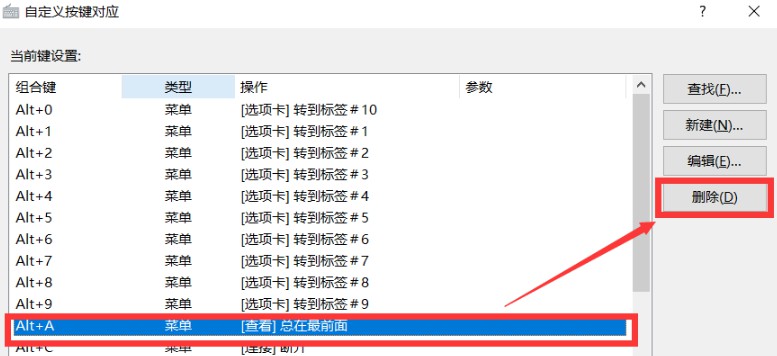 自定义按键对应
当前键设置:
组合键 类型 操作 参数
Alt+0 菜单 [选项卡] 转到标签＃10
Alt+1 菜单 [选项卡] 转到标签＃1
Alt+2 菜单 [选项卡] 转到标签＃2
Alt+3 菜单 [选项卡] 转到标签＃3
Alt+4 菜单 [选项卡] 转到标签＃4
Alt+5 菜单 [选项卡] 转到标签＃5
Alt+6 菜单 [选项卡] 转到标签＃6
Alt+7 菜单 [选项卡] 转到标签＃7
Alt+8 菜单 [选项卡] 转到标签＃8
Alt+9 菜单 [选项卡] 转到标签＃9
Alt+A 菜单 [查看] 总在最前面
Alt+C 菜单 [连接] 断开
查找(F)...
新建(N)...
编辑(E)...
删除(D)